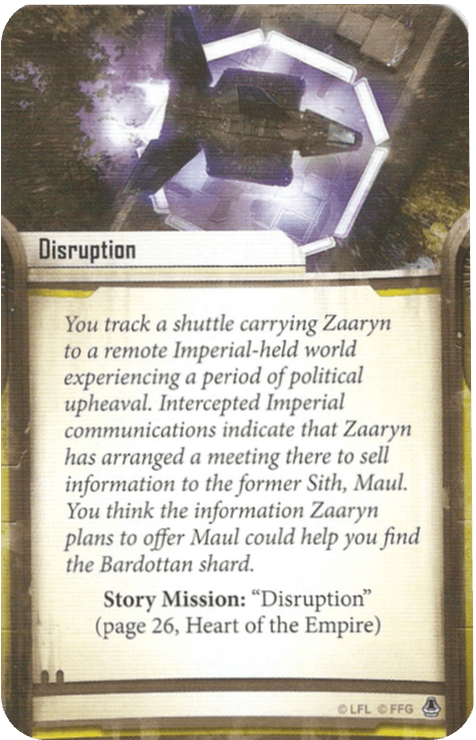 Disruption
You track a shuttle carrying Zaaryn
to a remote Imperial-held world
experiencing a period of political
upheaval. Intercepted Imperial
communications indicate that Zaaryn
has arranged a meeting there to sell
information to the former Sith, Maul.
You think the information Zaaryn
plans to offer Maul could help you find
the Bardottan shard.
Story Mission: “Disruption”
(page 26, Heart of the Empire)
© LFL © FFG